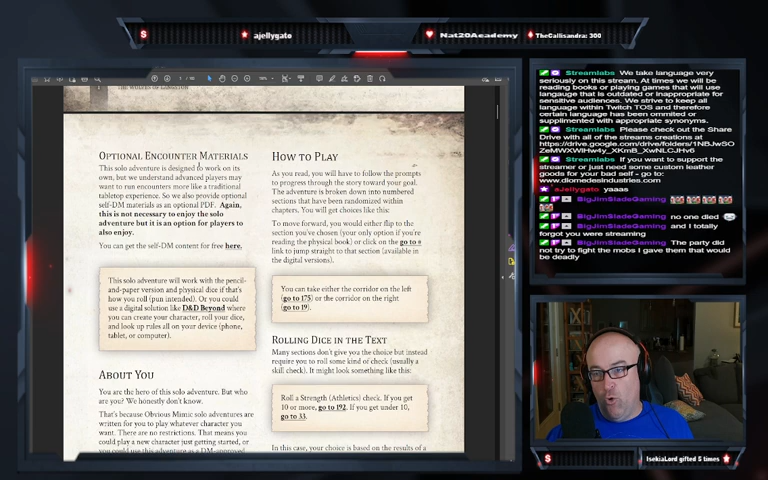 ajellygato
Nat20Academy
TheCallisandra: 300
THE WOLVES OF LANGSTON
OPTIONAL ENCOUNTER MATERIALS
This solo adventure is designed to work on its
own, but we understand advanced players may
want to run encounters more like a traditional
tabletop experience. So we also provide optional
self-DM materials as an optional PDF. Again,
this is not necessary to enjoy the solo
adventure but it is an option for players to
also enjoy.
You can get the self-DM content for free here.
This solo adventure will work with the pencil-
and-paper version and physical dice if that's
how you roll (pun intended). Or you could
use a digital solution like D&D Beyond where
you can create your character, roll your dice,
and look up rules all on your device (phone,
tablet, or computer).
ABOUT YOU
You are the hero of this solo adventure. But who
are you? We honestly don't know.
That's because Obvious Mimic solo adventures are
written for you to play whatever character you
want. There are no restrictions. That means you
could play a new character just getting started, or
you could use this adventure as a DM-approved
HOW TO PLAY
As you read, you will have to follow the prompts
to progress through the story toward your goal.
The adventure is broken down into numbered
sections that have been randomized within
chapters. You will get choices like this:
To move forward, you would either flip to the
section you've chosen (your only option if you're
reading the physical book) or click on the go to #
link to jump straight to that section (available in
the digital versions).
You can take either the corridor on the left
(go to 175) or the corridor on the right
(go to 19).
ROLLING DICE IN THE TEXT
Many sections don't give you the choice but instead
require you to roll some kind of check (usually a
skill check). It might look something like this:
Roll a Strength (Athletics) check. If you get
10 or more, go to 192. If you get under 10,
go to 33.
In this case, your choice is based on the results of a
Streamlabs We take language very
seriously on this stream. At times we will be
reading books or playing games that will use
langauge that is outdated or inappropriate for
sensitive audiences. We strive to keep all
language within Twitch TOS and therefore
certain language has been ommited or
supplimented with appropriate synonyms.
Streamlabs Please check out the Share
Drive with all of the streams creations at
https://drive.google.com/drive/folders/1NBJwSO
Streamlabs If you want to support the
streamer or just need some custom leather
goods for your bad self - go to:
www.diomedesindustries.com
ajellygato yaaas
BigJimSladeGaming
BigJimSladeGaming no one died
BigJimSladeGaming and I totally
forgot you were streaming
BigJimSladeGaming The party did
not try to fight the mobs I gave them that would
be deadly
IsekiaLord gifted 5 times